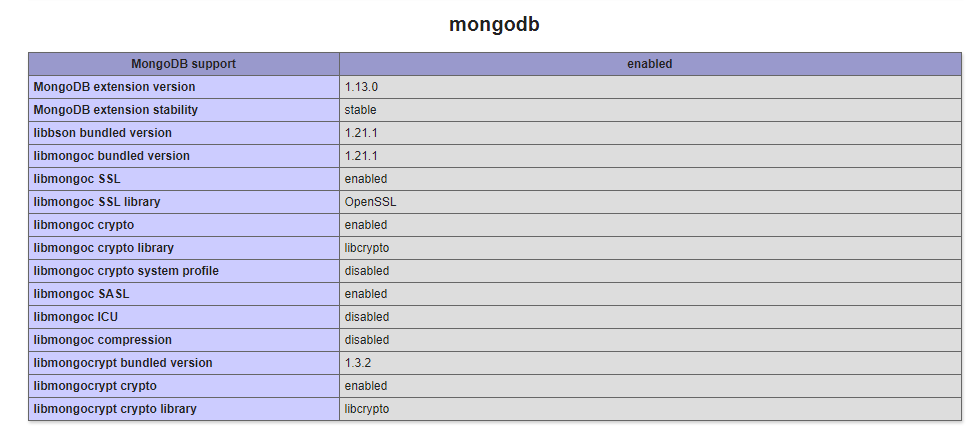 mongodb
MongoDB support enabled
MongoDB extension version 1.13.0
MongoDB extension stability stable
libbson bundled version 1.21.1
libmongoc bundled version 1.21.1
libmongoc SSL enabled
libmongoc SSL library OpenSSL
libmongoc crypto enabled
libmongoc crypto library libcrypto
libmongoc crypto system profile disabled
libmongoc SASL enabled
libmongoc ICU disabled
libmongoc compression disabled
libmongocrypt bundled version 1.3.2
libmongocrypt crypto enabled
libmongocrypt crypto library libcrypto